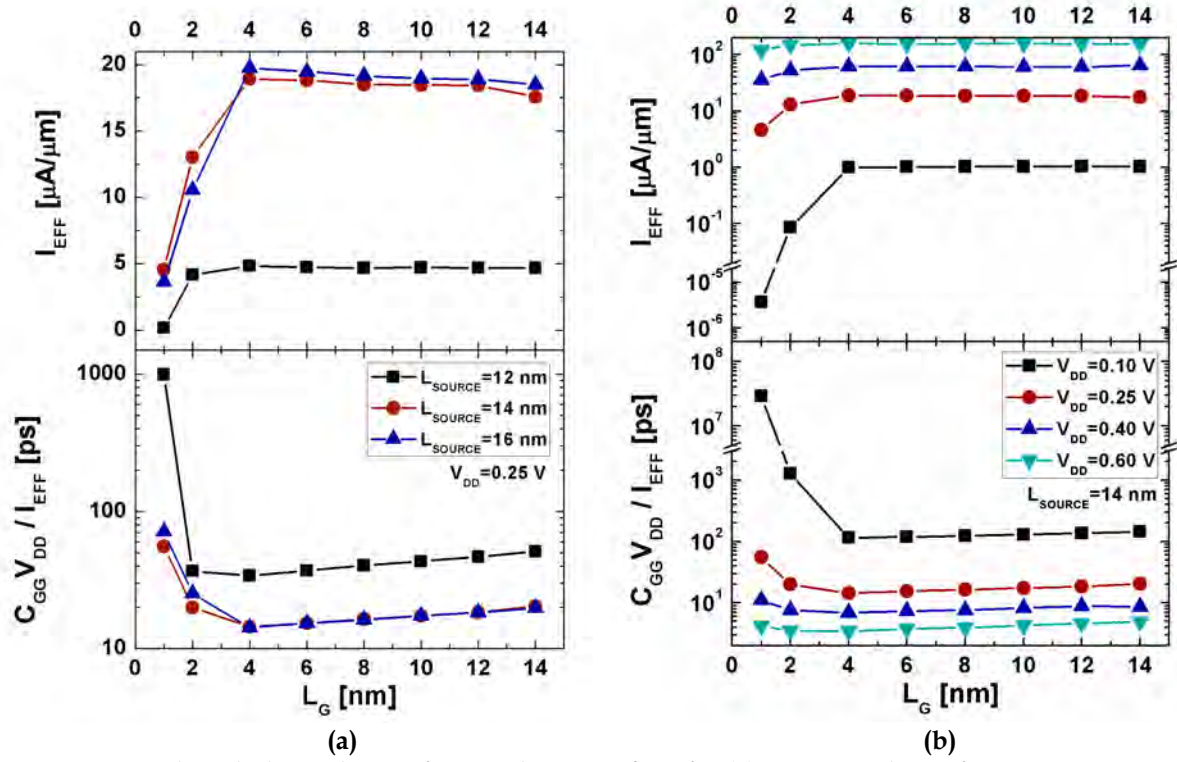 0 2 4 6 8 10 12 14
I_EFF [µA/µm]
20
15
10
5
0
C_GG V_DD / I_EFF [ps]
1000
100
10
L_SOURCE=12 nm
L_SOURCE=14 nm
L_SOURCE=16 nm
V_DD=0.25 V
0 2 4 6 8 10 12 14
L_G [nm]
(a)
0 2 4 6 8 10 12 14
I_EFF [µA/µm]
10^2
10^1
10^0
10^-1
10^-5
10^-6
C_GG V_DD / I_EFF [ps]
10^8
10^7
10^3
10^2
10^1
V_DD=0.10 V
V_DD=0.25 V
V_DD=0.40 V
V_DD=0.60 V
L_SOURCE=14 nm
0 2 4 6 8 10 12 14
L_G [nm]
(b)